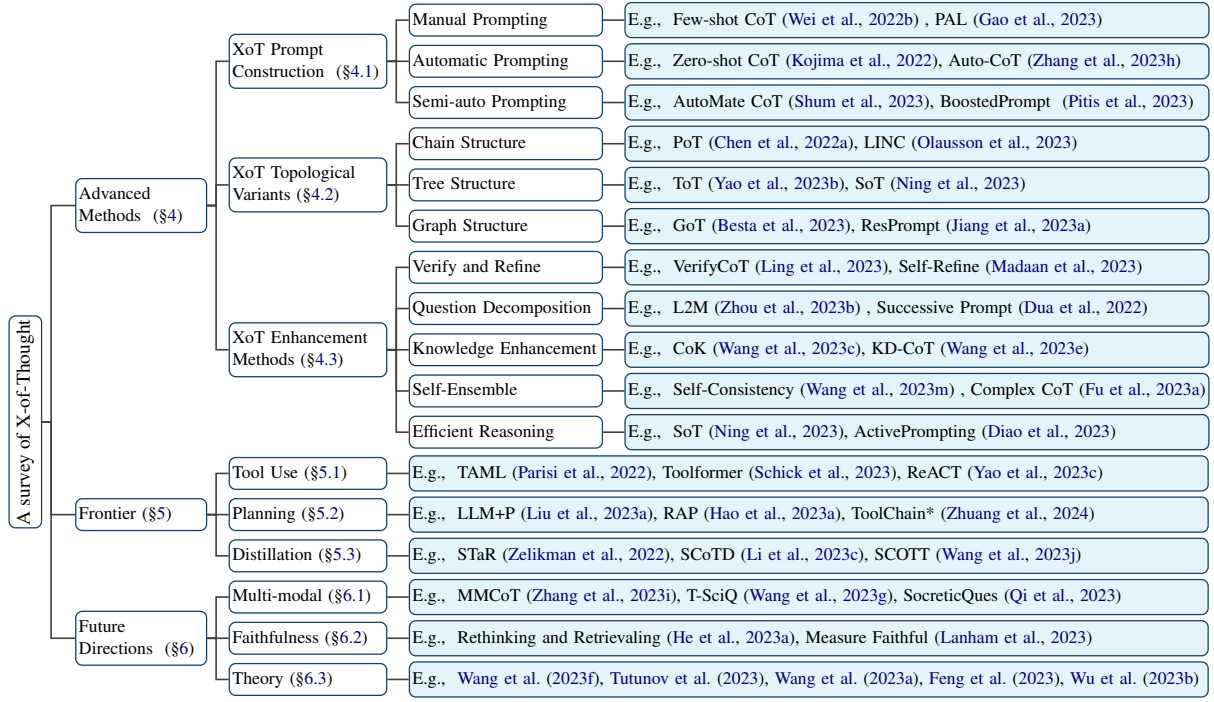 A survey of X-of-Thought
Advanced
Methods (§4)
XoT Prompt
Construction (§4.1)
Manual Prompting
E.g., Few-shot CoT (Wei et al., 2022b) , PAL (Gao et al., 2023)
Automatic Prompting
E.g., Zero-shot CoT (Kojima et al., 2022), Auto-CoT (Zhang et al., 2023h)
Semi-auto Prompting
E.g., AutoMate CoT (Shum et al., 2023), BoostedPrompt (Pitis et al., 2023)
XoT Topological
Variants (§4.2)
Chain Structure
E.g., PoT (Chen et al., 2022a), LINC (Olausson et al., 2023)
Tree Structure
E.g., ToT (Yao et al., 2023b), SoT (Ning et al., 2023)
Graph Structure
E.g., GoT (Besta et al., 2023), ResPrompt (Jiang et al., 2023a)
XoT Enhancement
Methods (§4.3)
Verify and Refine
E.g., VerifyCoT (Ling et al., 2023), Self-Refine (Madaan et al., 2023)
Question Decomposition
E.g., L2M (Zhou et al., 2023b) , Successive Prompt (Dua et al., 2022)
Knowledge Enhancement
E.g., CoK (Wang et al., 2023c), KD-CoT (Wang et al., 2023e)
Self-Ensemble
E.g., Self-Consistency (Wang et al., 2023m) , Complex CoT (Fu et al., 2023a)
Efficient Reasoning
E.g., SoT (Ning et al., 2023), ActivePrompting (Diao et al., 2023)
Frontier (§5)
Tool Use (§5.1)
E.g., TAML (Parisi et al., 2022), Toolformer (Schick et al., 2023), ReACT (Yao et al., 2023c)
Planning (§5.2)
E.g., LLM+P (Liu et al., 2023a), RAP (Hao et al., 2023a), ToolChain* (Zhuang et al., 2024)
Distillation (§5.3)
E.g., STaR (Zelikman et al., 2022), SCoTD (Li et al., 2023c), SCOTT (Wang et al., 2023j)
Future
Directions (§6)
Multi-modal (§6.1)
E.g., MMCoT (Zhang et al., 2023i), T-SciQ (Wang et al., 2023g), SocreticQues (Qi et al., 2023)
Faithfulness (§6.2)
E.g., Rethinking and Retrievaling (He et al., 2023a), Measure Faithful (Lanham et al., 2023)
Theory (§6.3)
E.g., Wang et al. (2023f), Tutunov et al. (2023), Wang et al. (2023a), Feng et al. (2023), Wu et al. (2023b)